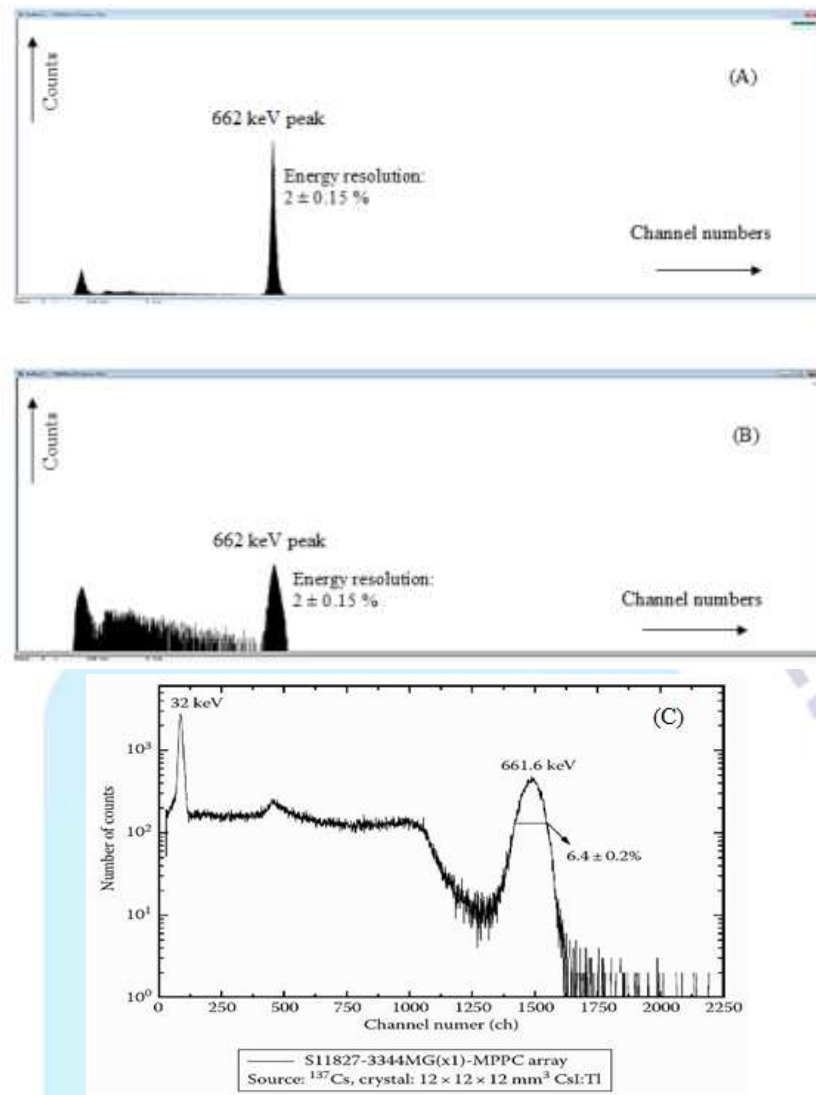 Counts
(A)
662 keV peak
Energy resolution:
2 ± 0.15 %
Channel numbers
Counts
(B)
662 keV peak
Energy resolution:
2 ± 0.15 %
Channel numbers
32 keV
(C)
10³
661.6 keV
Number of counts
10²
6.4 ± 0.2%
10¹
10⁰
0 250 500 750 1000 1250 1500 1750 2000 2250
Channel numer (ch)
S11827-3344MG(x1)-MPPC array
Source: ¹³⁷Cs, crystal: 12 × 12 × 12 mm³ CsI:Tl